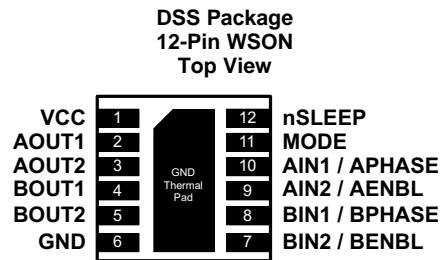 DSS Package
12-Pin WSON
Top View
VCC 1 12 nSLEEP
AOUT1 2 11 MODE
AOUT2 3 10 AIN1 / APHASE
BOUT1 4 9 AIN2 / AENBL
BOUT2 5 8 BIN1 / BPHASE
GND 6 7 BIN2 / BENBL
GND
Thermal
Pad